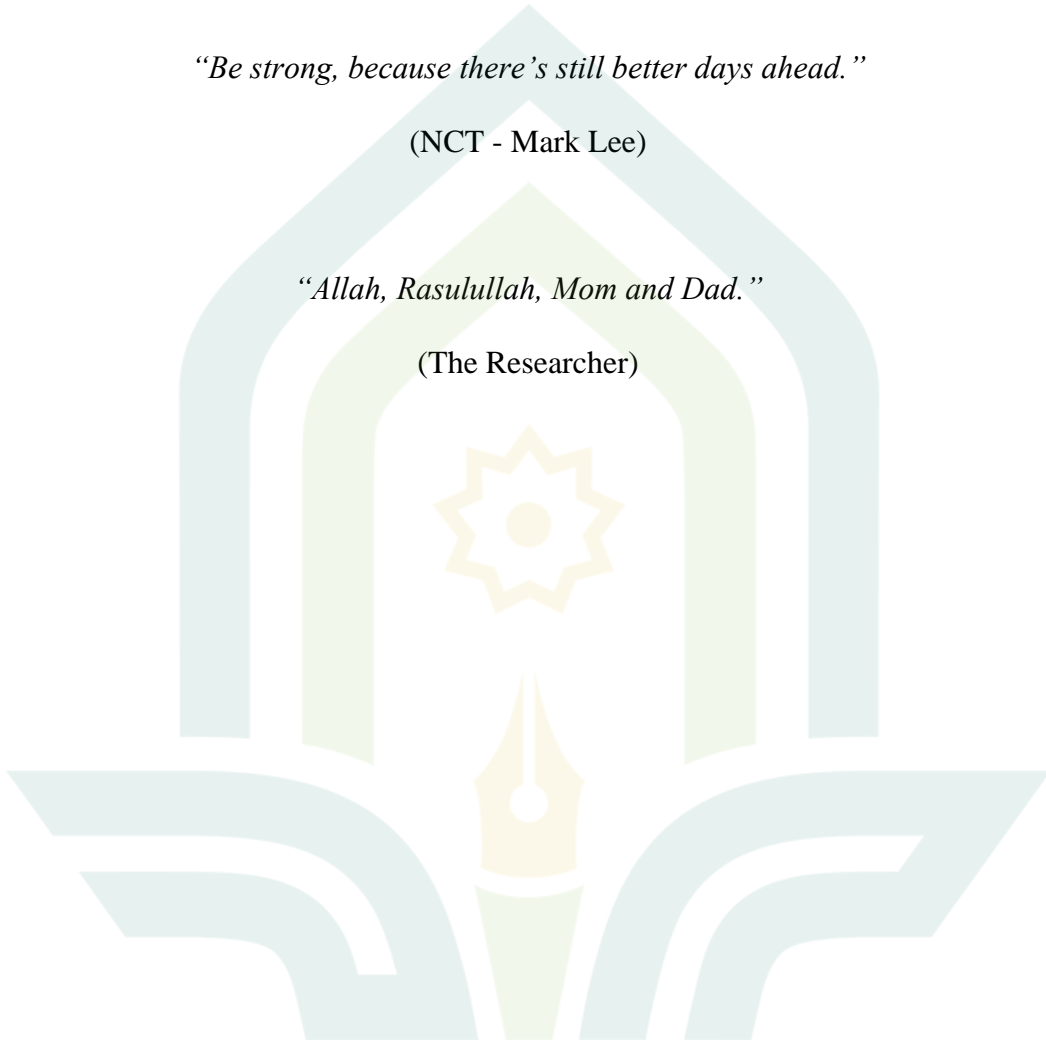 “Be strong, because there’s still better days ahead.”
(NCT - Mark Lee)
“Allah, Rasulullah, Mom and Dad.”
(The Researcher)